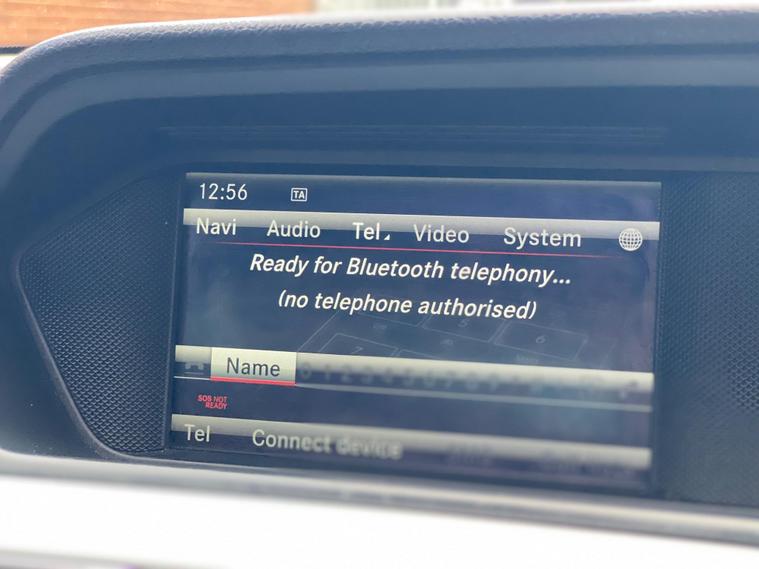 12:56 TA
Navi Audio Tel Video System
Ready for Bluetooth telephony...
(no telephone authorised)
Name
SOS NOT
READY
Tel Connect device